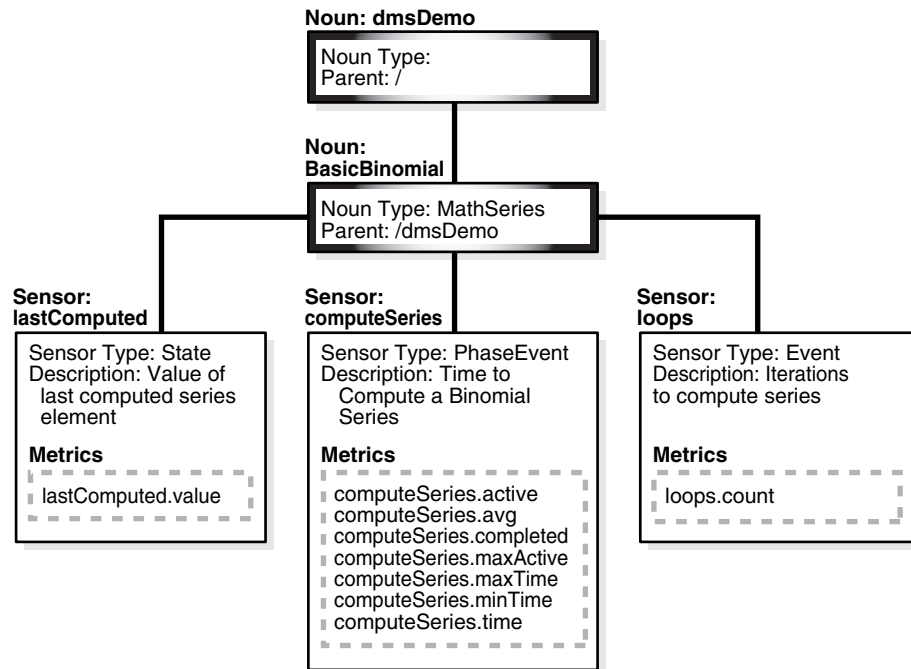 Noun: dmsDemo
Noun Type:
Parent: /
Noun:
BasicBinomial
Noun Type: MathSeries
Parent: /dmsDemo
Sensor:
lastComputed
Sensor Type: State
Description: Value of
last computed series
element
Metrics
lastComputed.value
Sensor:
computeSeries
Sensor Type: PhaseEvent
Description: Time to
Compute a Binomial
Series
Metrics
computeSeries.active
computeSeries.avg
computeSeries.completed
computeSeries.maxActive
computeSeries.maxTime
computeSeries.minTime
computeSeries.time
Sensor:
loops
Sensor Type: Event
Description: Iterations
to compute series
Metrics
loops.count